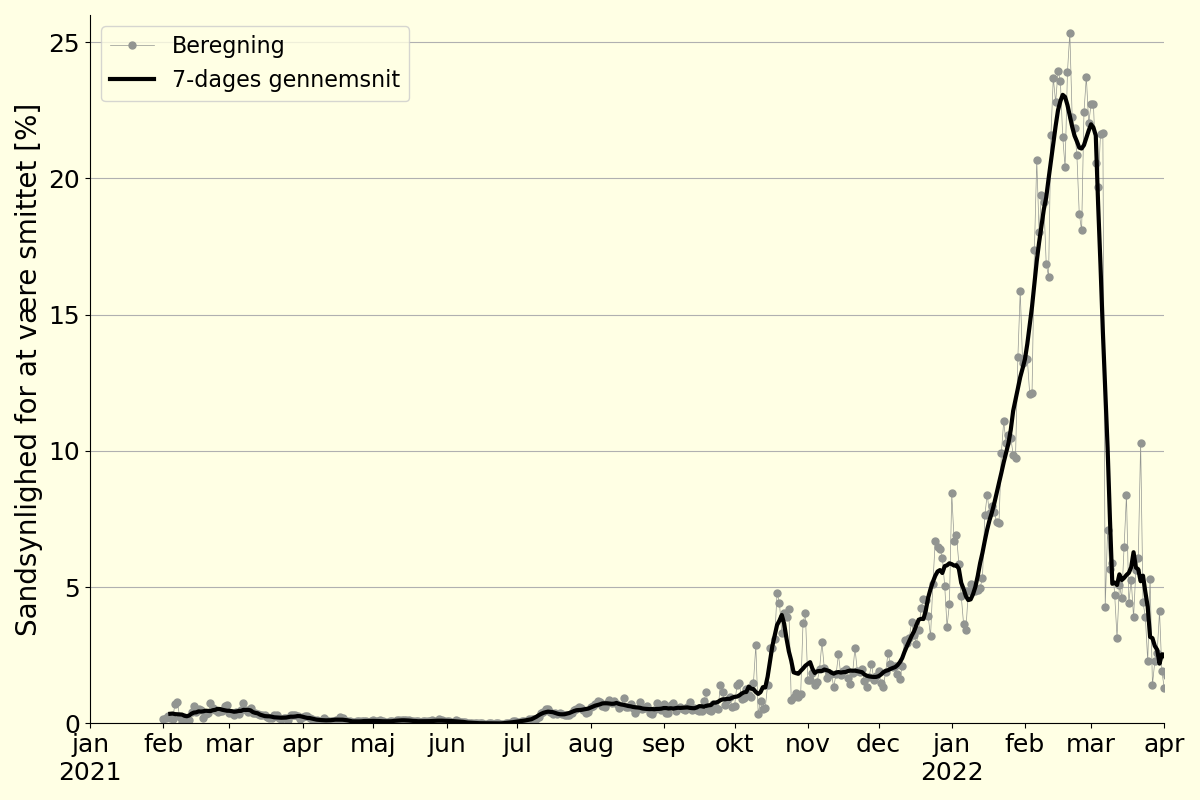 Beregning
7-dages gennemsnit
Sandsynlighed for at være smittet [%]
25
20
15
10
5
0
jan feb mar apr maj jun jul aug sep okt nov dec jan feb mar apr
2021 2022